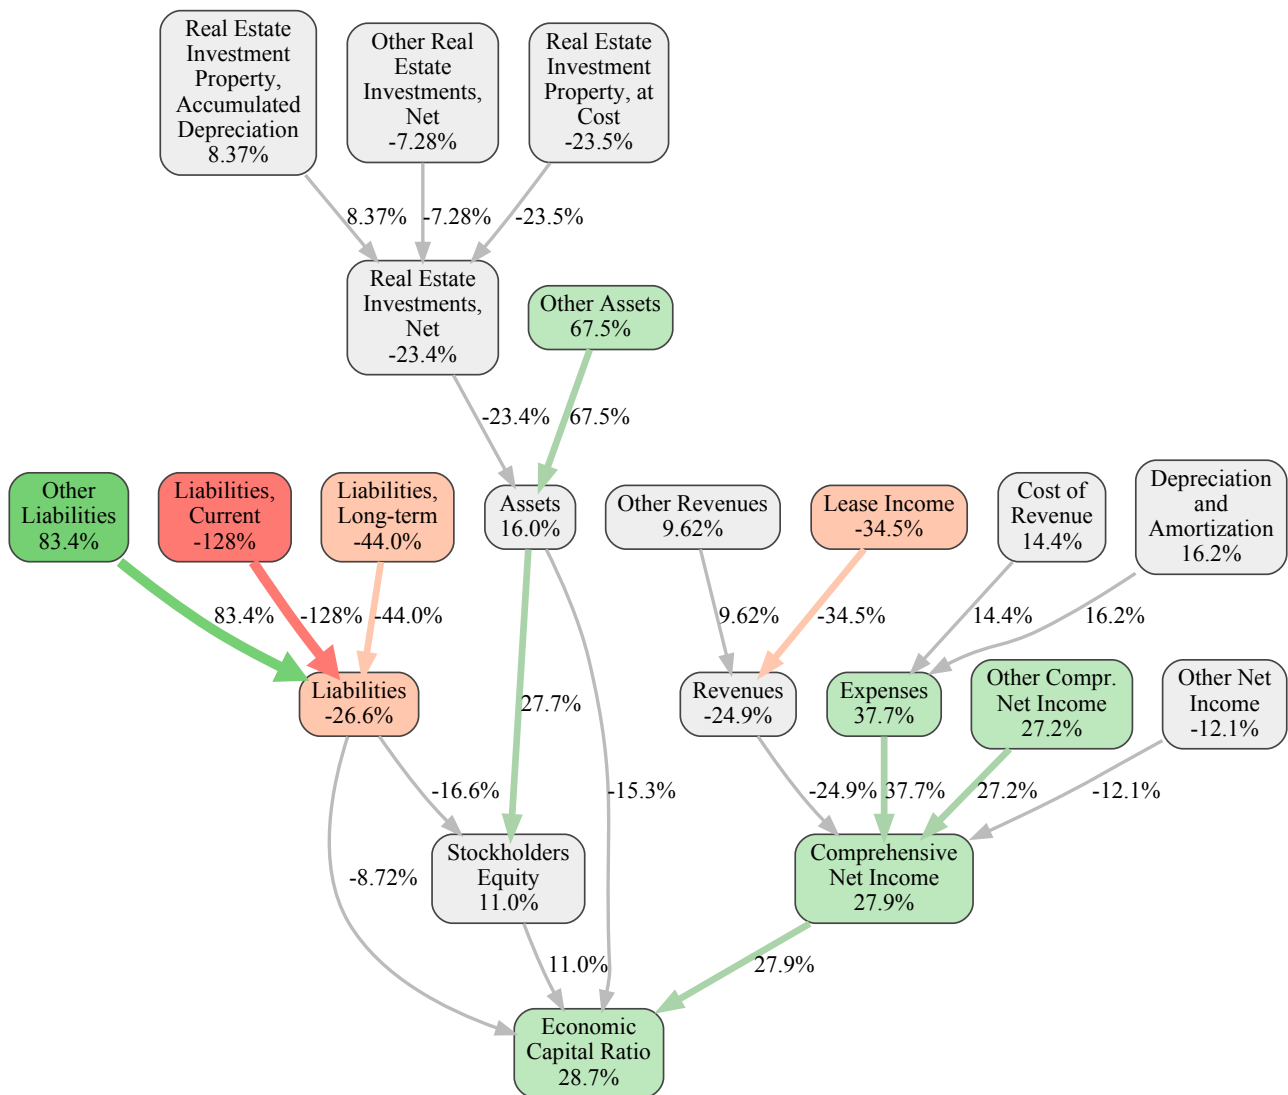 Real Estate
Investment
Property,
Accumulated
Depreciation
8.37%
Other Real
Estate
Investments,
Net
-7.28%
Real Estate
Investment
Property, at
Cost
-23.5%
8.37%
-7.28%
-23.5%
Real Estate
Investments,
Net
-23.4%
Other Assets
67.5%
-23.4%
67.5%
Other
Liabilities
83.4%
Liabilities,
Current
-128%
Liabilities,
Long-term
-44.0%
Assets
16.0%
Other Revenues
9.62%
Lease Income
-34.5%
Cost of
Revenue
14.4%
Depreciation
and
Amortization
16.2%
83.4%
-128%
-44.0%
9.62%
-34.5%
14.4%
16.2%
Liabilities
-26.6%
27.7%
Revenues
-24.9%
Expenses
37.7%
Other Compr.
Net Income
27.2%
Other Net
Income
-12.1%
-16.6%
-15.3%
-24.9%
37.7%
27.2%
-12.1%
-8.72%
Stockholders
Equity
11.0%
Comprehensive
Net Income
27.9%
11.0%
27.9%
Economic
Capital Ratio
28.7%